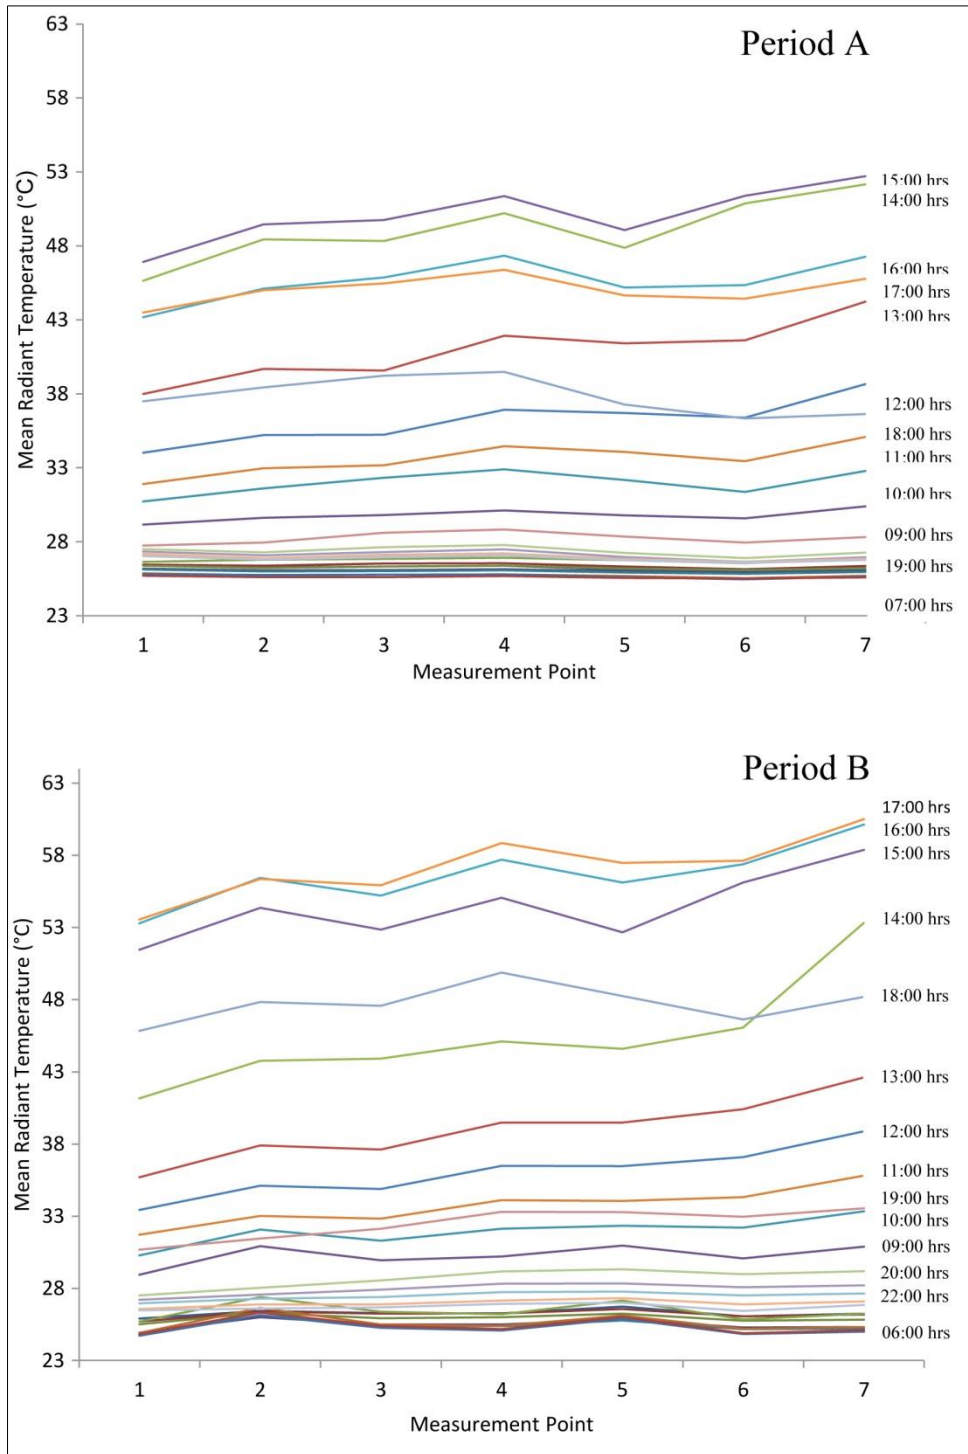 Period A
63
58
53
48
43
38
33
28
23
Mean Radiant Temperature (°C)
15:00 hrs
14:00 hrs
16:00 hrs
17:00 hrs
13:00 hrs
12:00 hrs
18:00 hrs
11:00 hrs
10:00 hrs
09:00 hrs
19:00 hrs
07:00 hrs
1 2 3 4 5 6 7
Measurement Point
Period B
63
58
53
48
43
38
33
28
23
Mean Radiant Temperature (°C)
17:00 hrs
16:00 hrs
15:00 hrs
14:00 hrs
18:00 hrs
13:00 hrs
12:00 hrs
11:00 hrs
19:00 hrs
10:00 hrs
09:00 hrs
20:00 hrs
22:00 hrs
06:00 hrs
1 2 3 4 5 6 7
Measurement Point